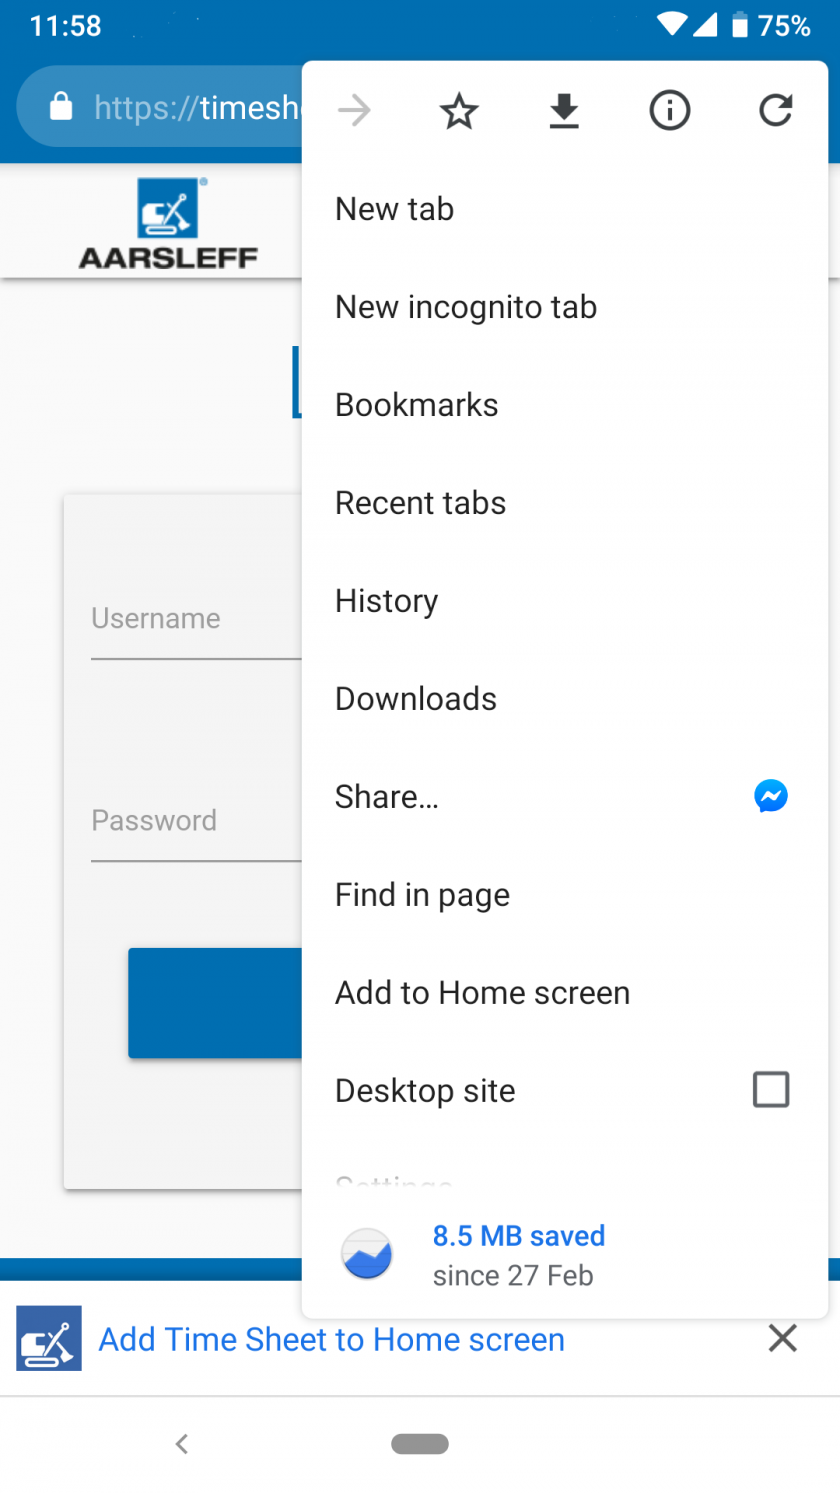 11:58
75%
https://timesh
AARSLEFF
New tab
New incognito tab
Bookmarks
Recent tabs
History
Username
Downloads
Share...
Password
Find in page
Add to Home screen
Desktop site
Settings
8.5 MB saved
since 27 Feb
Add Time Sheet to Home screen